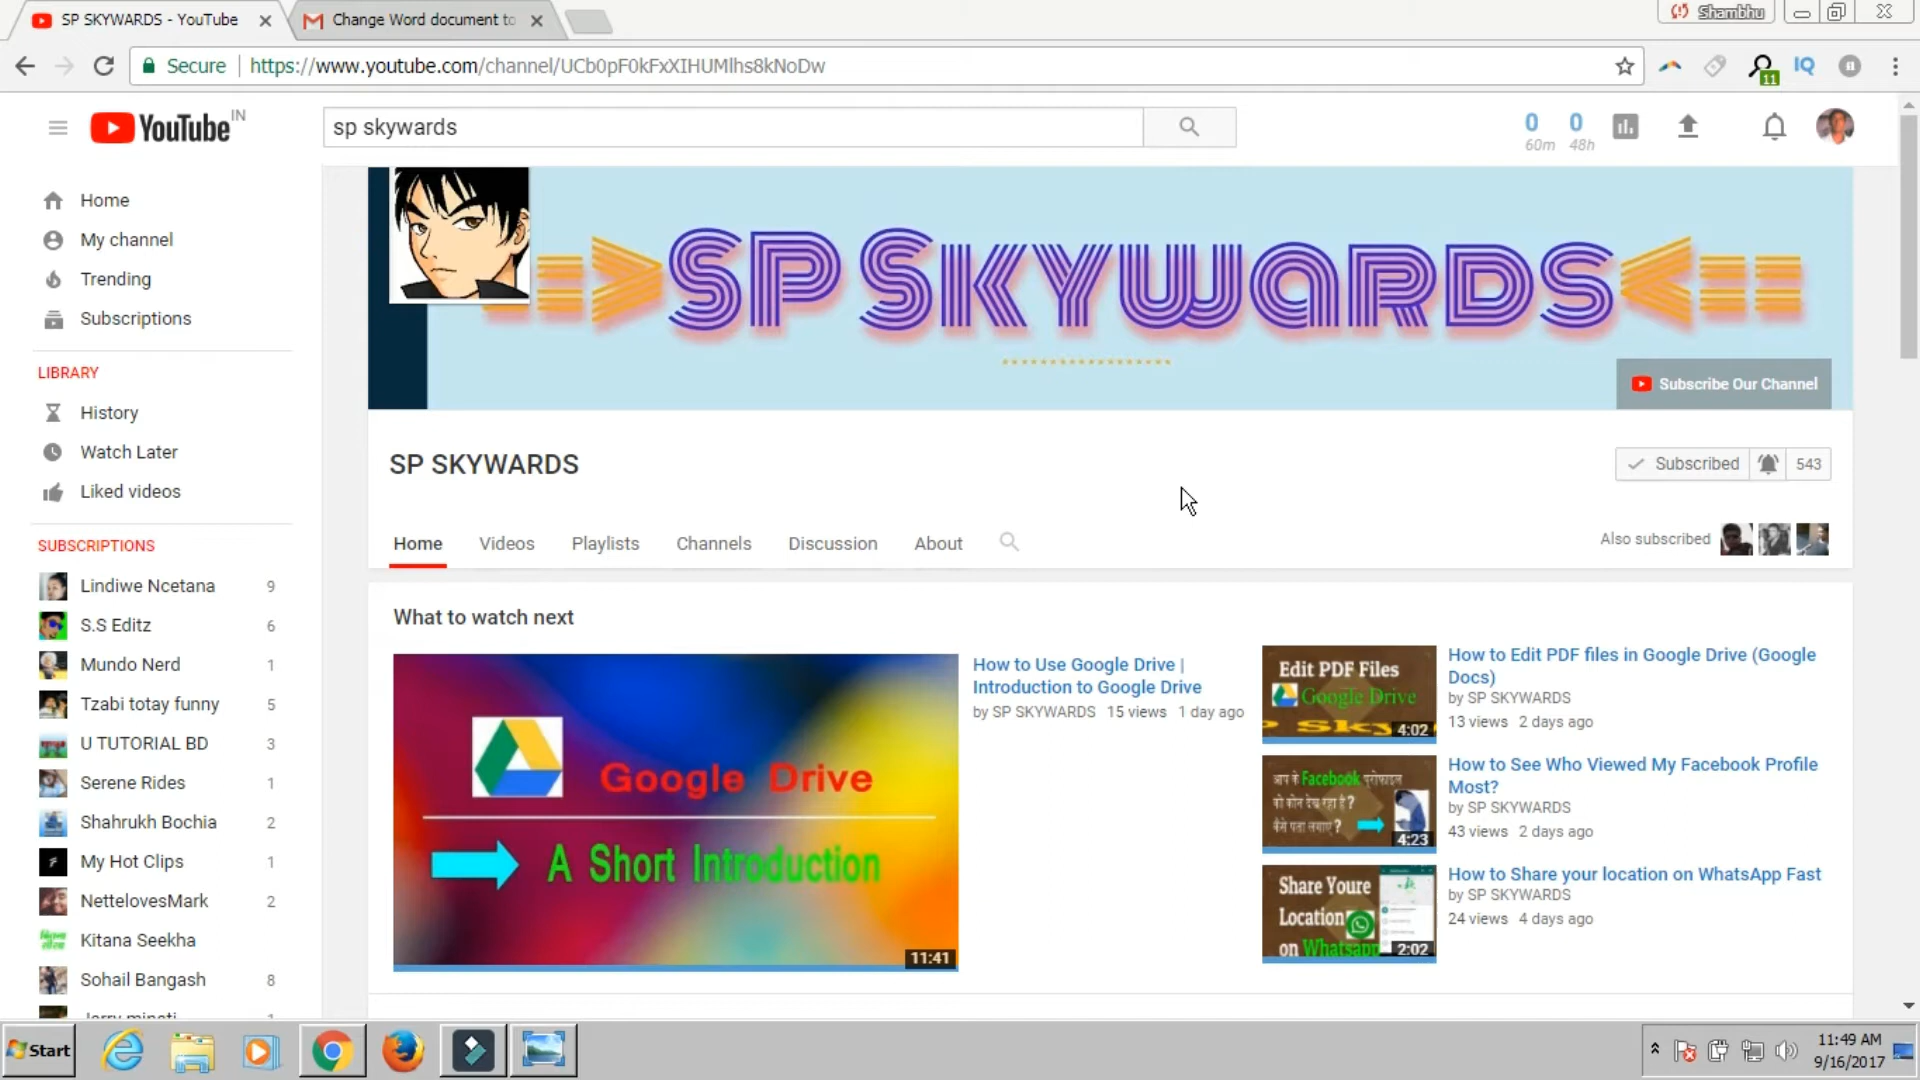 SP SKYWARDS - YouTube
Change Word document to
Shambhu
Secure
https://www.youtube.com/channel/UCb0pF0kFxXIHUMlhs8kNoDw
11
IQ
YouTube IN
sp skywards
0 0
60m 48h
Home
My channel
Trending
Subscriptions
LIBRARY
History
Watch Later
Liked videos
SUBSCRIPTIONS
Lindiwe Ncetana 9
S.S Editz 6
Mundo Nerd 1
Tzabi totay funny 5
U TUTORIAL BD 3
Serene Rides 1
Shahrukh Bochia 2
My Hot Clips 1
NettelovesMark 2
Kitana Seekha
Sohail Bangash 8
=>SP SKYWARDS<==
Subscribe Our Channel
SP SKYWARDS
Subscribed 543
Home Videos Playlists Channels Discussion About
Also subscribed
What to watch next
Google Drive
A Short Introduction
11:41
How to Use Google Drive |
Introduction to Google Drive
by SP SKYWARDS 15 views 1 day ago
Edit PDF Files
Google Drive
4:02
How to Edit PDF files in Google Drive (Google
Docs)
by SP SKYWARDS
13 views 2 days ago
आप के Facebook प्रोफाइल
को कौन देख रहा है?
कैसे पता लगाएं?
4:23
How to See Who Viewed My Facebook Profile
Most?
by SP SKYWARDS
43 views 2 days ago
Share Youre
Location
on Whatsapp
2:02
How to Share your location on WhatsApp Fast
by SP SKYWARDS
24 views 4 days ago
Start
11:49 AM
9/16/2017